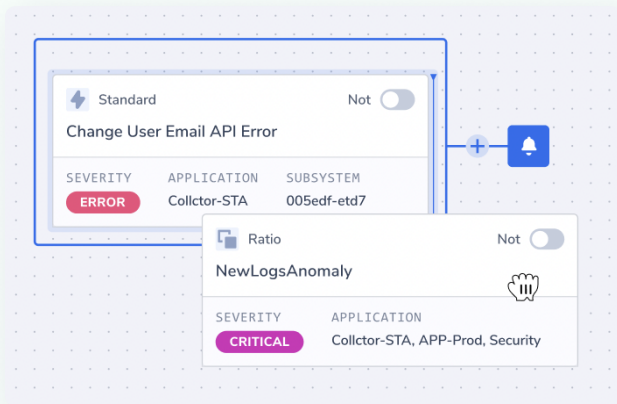 Standard Not
Change User Email API Error
SEVERITY APPLICATION SUBSYSTEM
ERROR Collctor-STA 005edf-etd7
Ratio Not
NewLogsAnomaly
SEVERITY APPLICATION
CRITICAL Collctor-STA, APP-Prod, Security